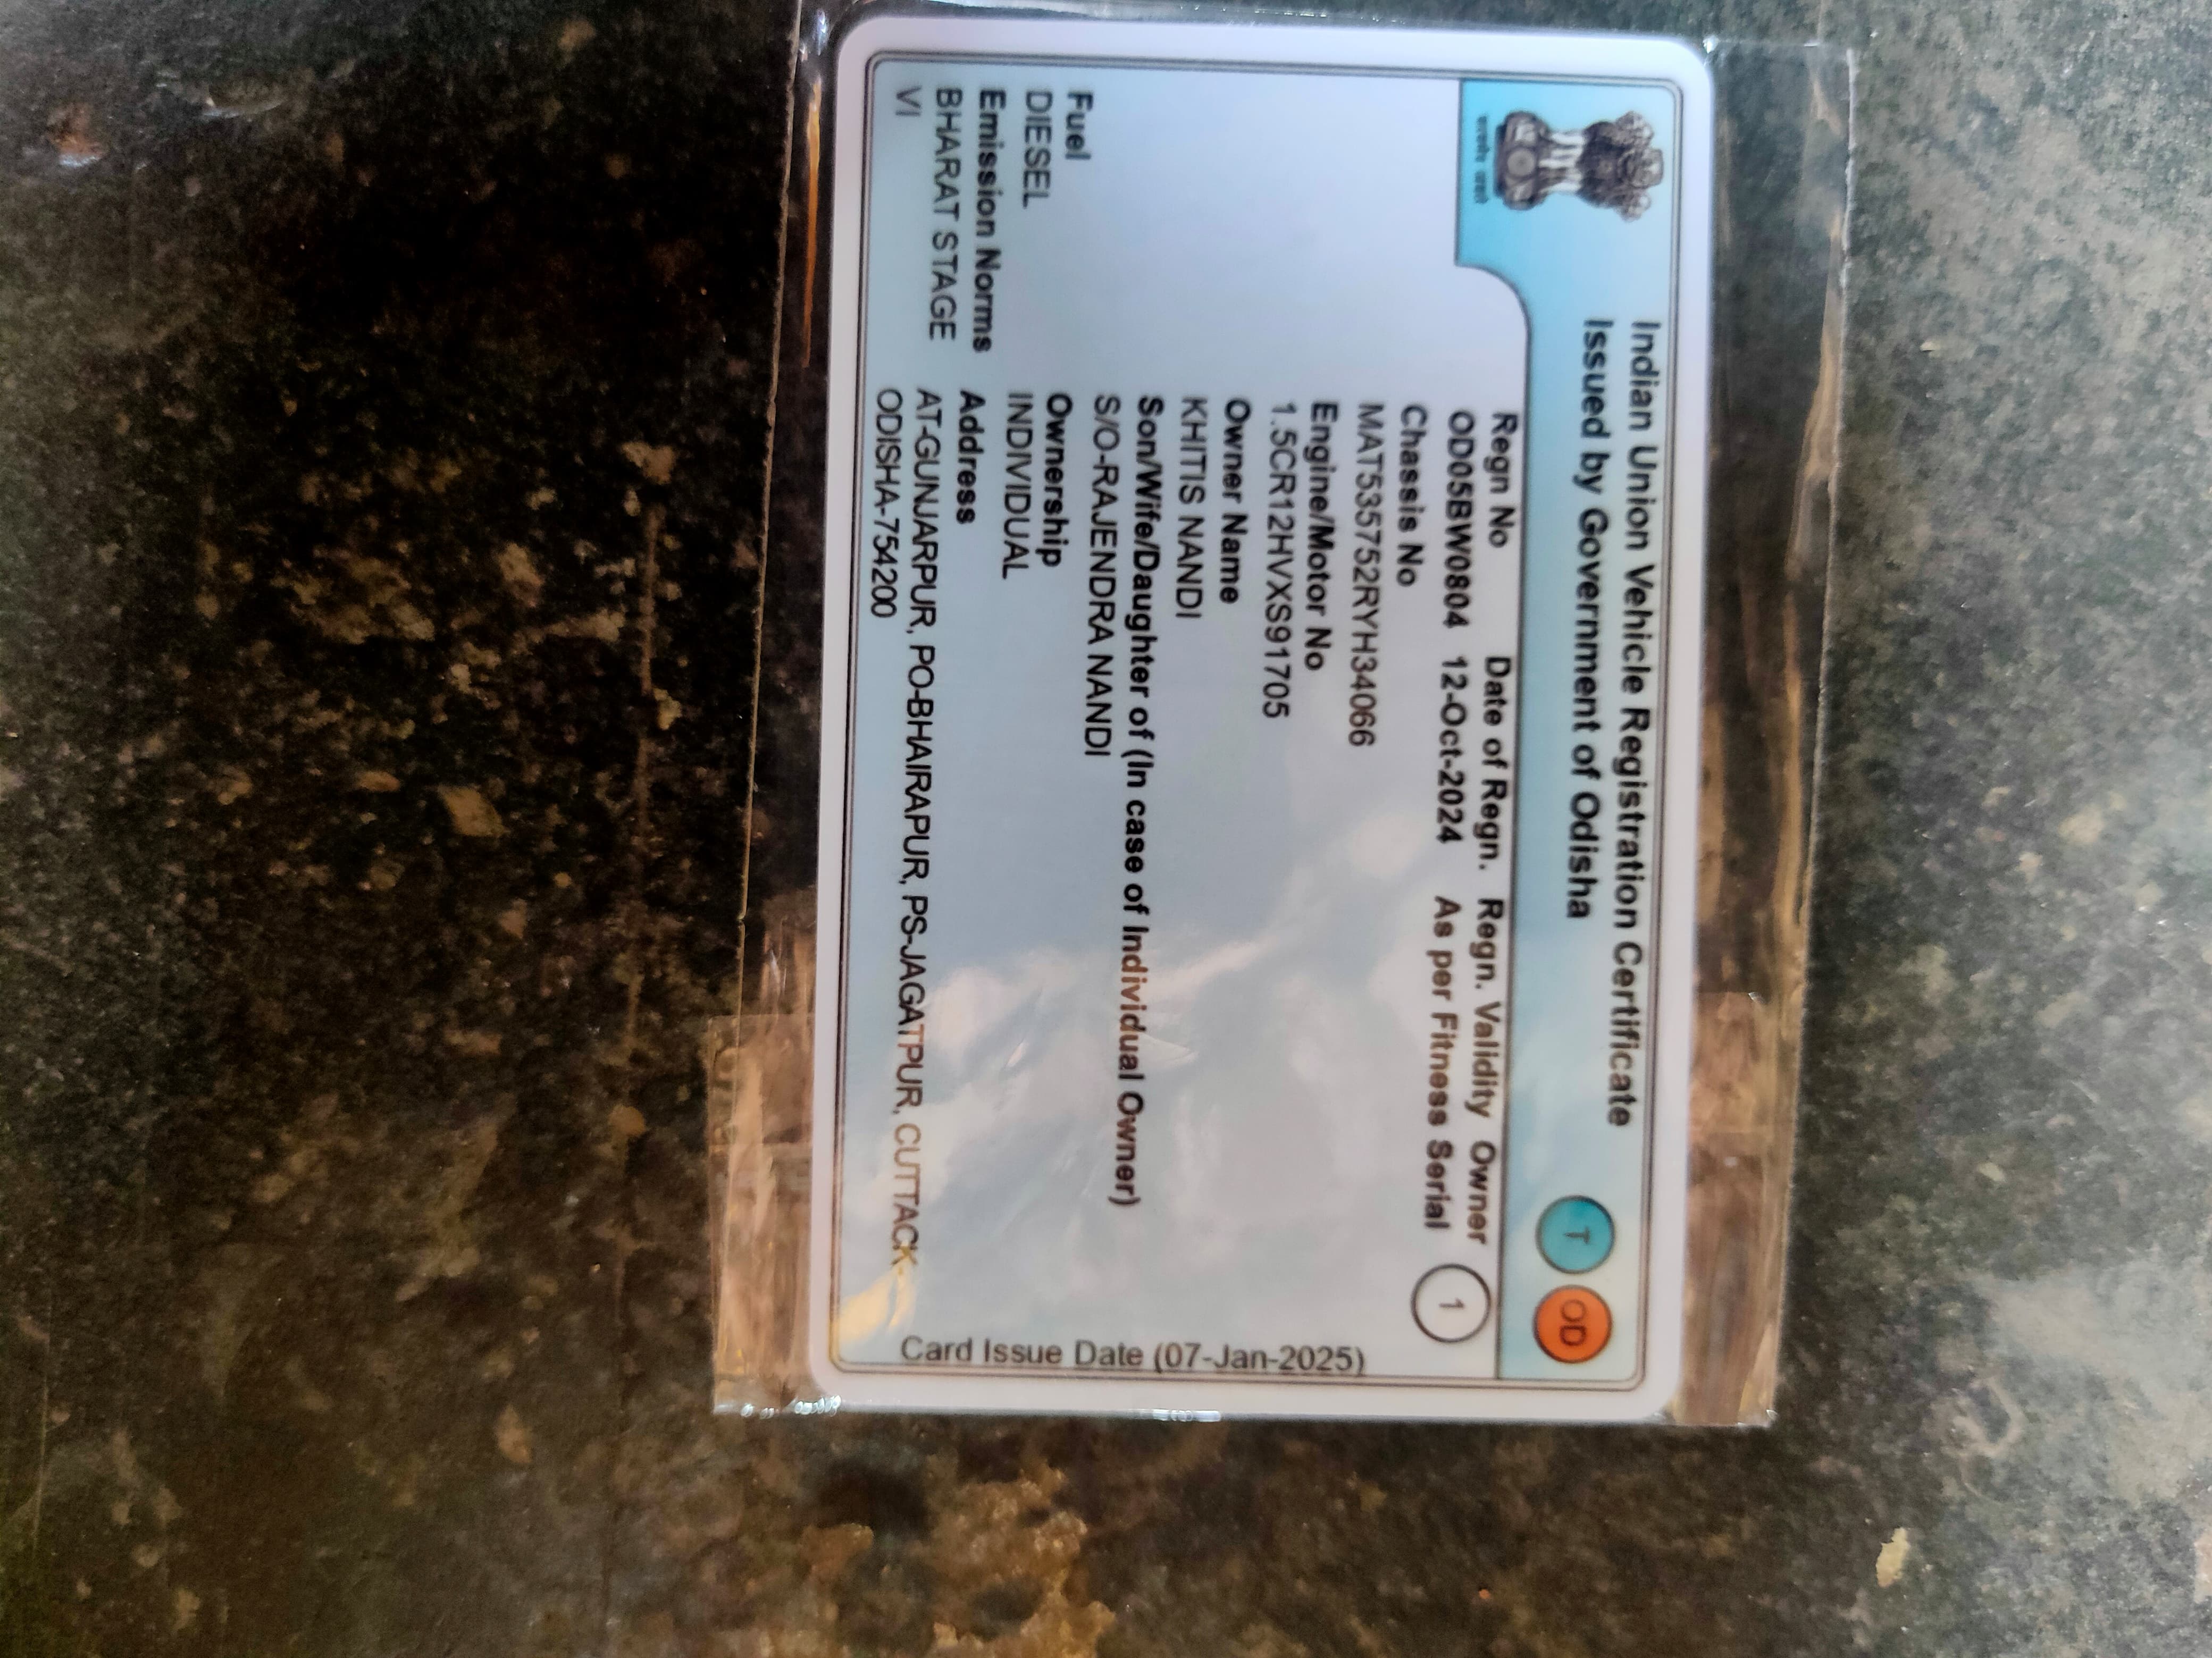 Indian Union Vehicle Registration Certificate
Issued by Government of Odisha
T OD
Regn No Date of Regn. Regn. Validity Owner
OD05BW0804 12-Oct-2024 As per Fitness Serial 1
Chassis No
MAT535752RYH34066
Engine/Motor No
1.5CR12HVXS91705
Owner Name
KHITIS NANDI
Son/Wife/Daughter of (In case of Individual Owner)
S/O-RAJENDRA NANDI
Fuel
DIESEL
Emission Norms
BHARAT STAGE
VI
Ownership
INDIVIDUAL
Address
AT-GUNJARPUR, PO-BHAIRAPUR, PS-JAGATPUR, CUTTACK-
ODISHA-754200
Card Issue Date (07-Jan-2025)